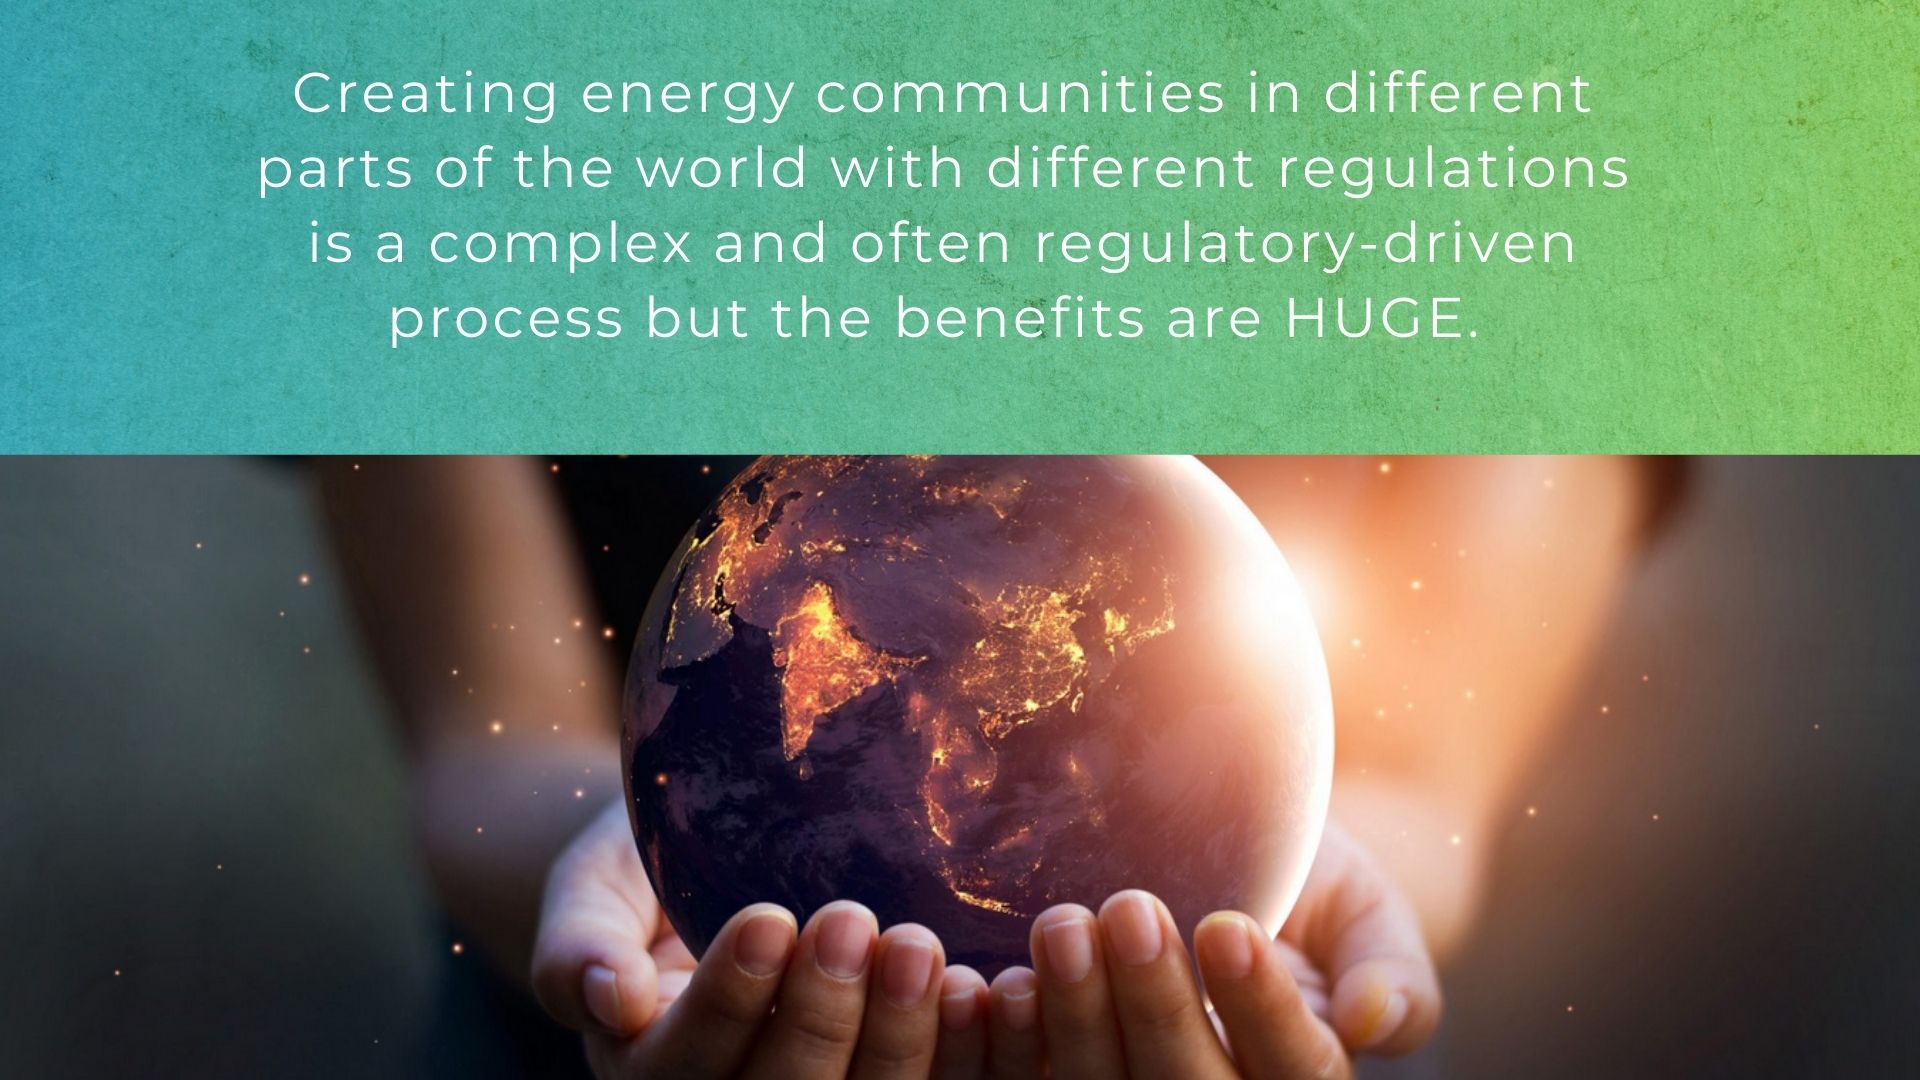 Creating energy communities in different
parts of the world with different regulations
is a complex and often regulatory-driven
process but the benefits are HUGE.